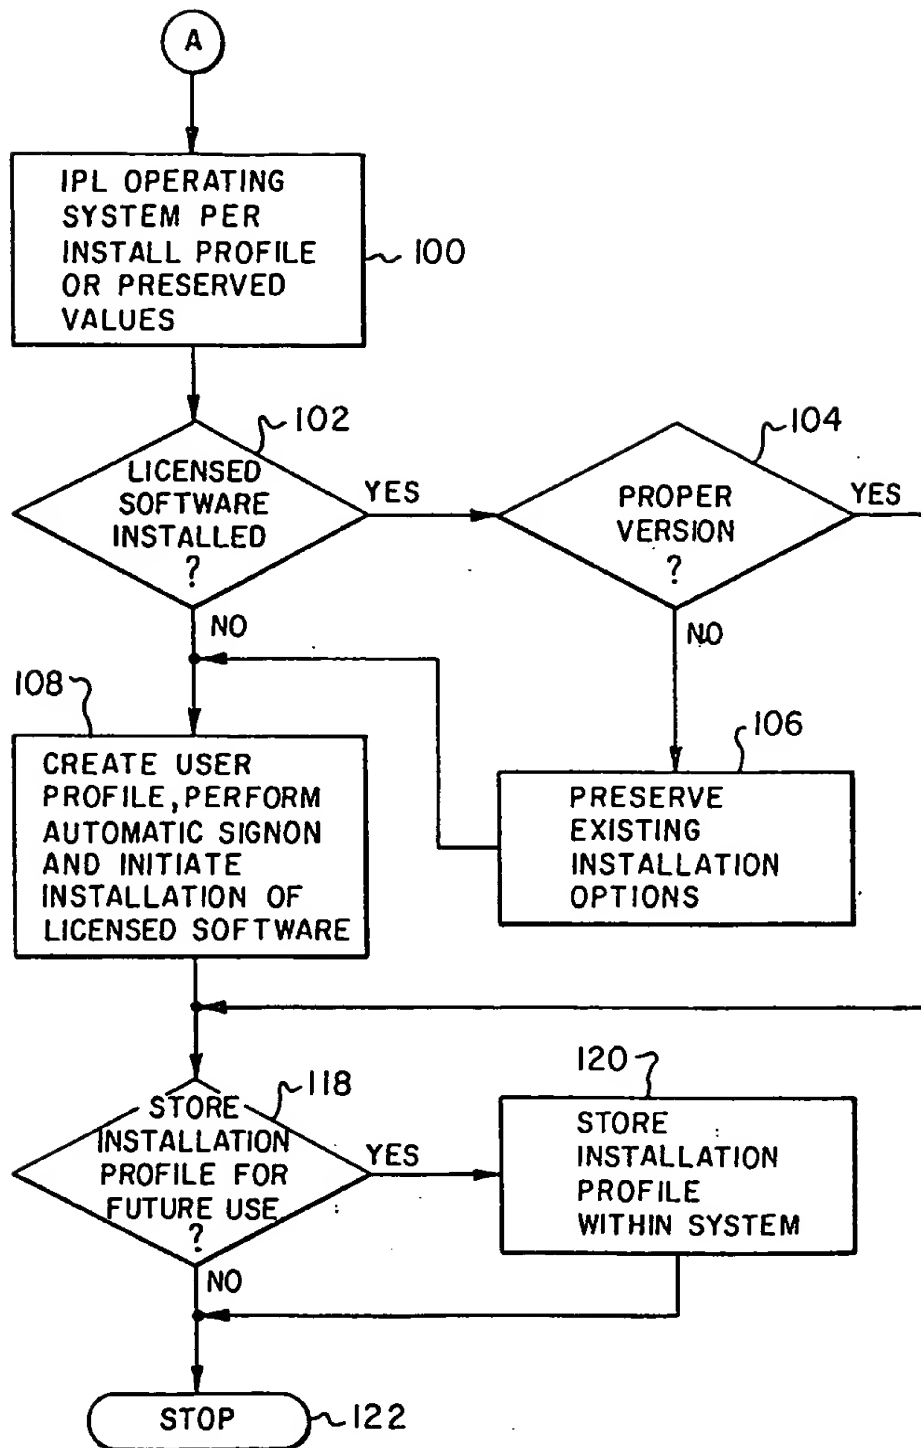 A
IPL OPERATING
SYSTEM PER
INSTALL PROFILE
OR PRESERVED
VALUES
100
102
LICENSED
SOFTWARE
INSTALLED
?
YES
NO
104
PROPER
VERSION
?
YES
NO
106
PRESERVE
EXISTING
INSTALLATION
OPTIONS
108
CREATE USER
PROFILE, PERFORM
AUTOMATIC SIGNON
AND INITIATE
INSTALLATION OF
LICENSED SOFTWARE
118
STORE
INSTALLATION
PROFILE FOR
FUTURE USE
?
YES
NO
120
STORE
INSTALLATION
PROFILE
WITHIN SYSTEM
STOP
122